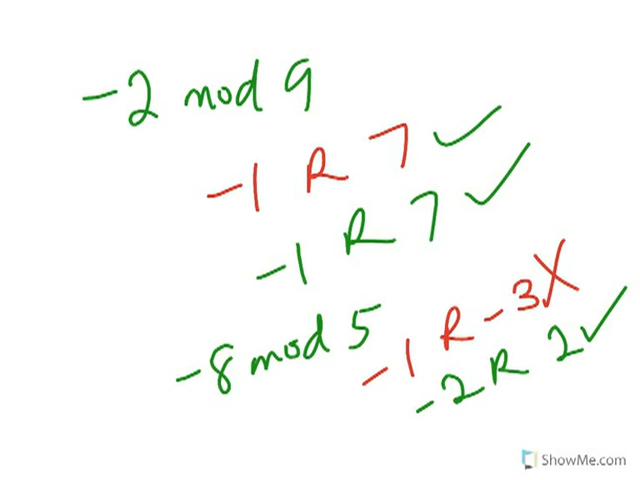 -2 mod 9
-1 R 7 ✓
-1 R 7 ✓
-8 mod 5
-1 R -3 X
-2 R 2 ✓
ShowMe.com